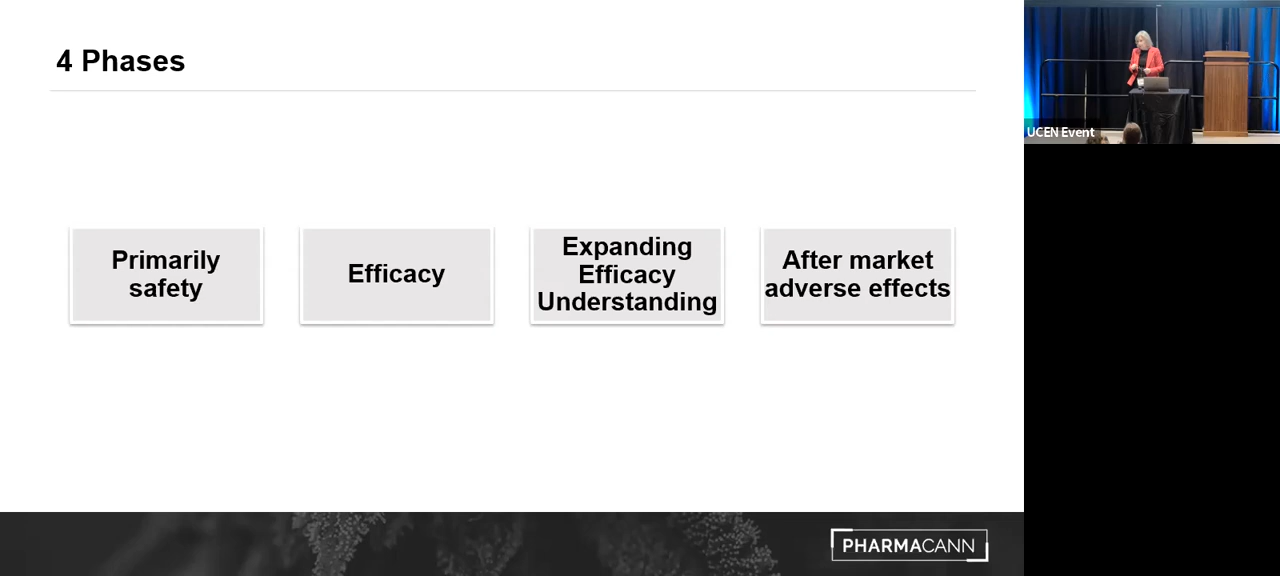 4 Phases
Primarily
safety
Efficacy
Expanding
Efficacy
Understanding
After market
adverse effects
PHARMACANN
UCEN Event